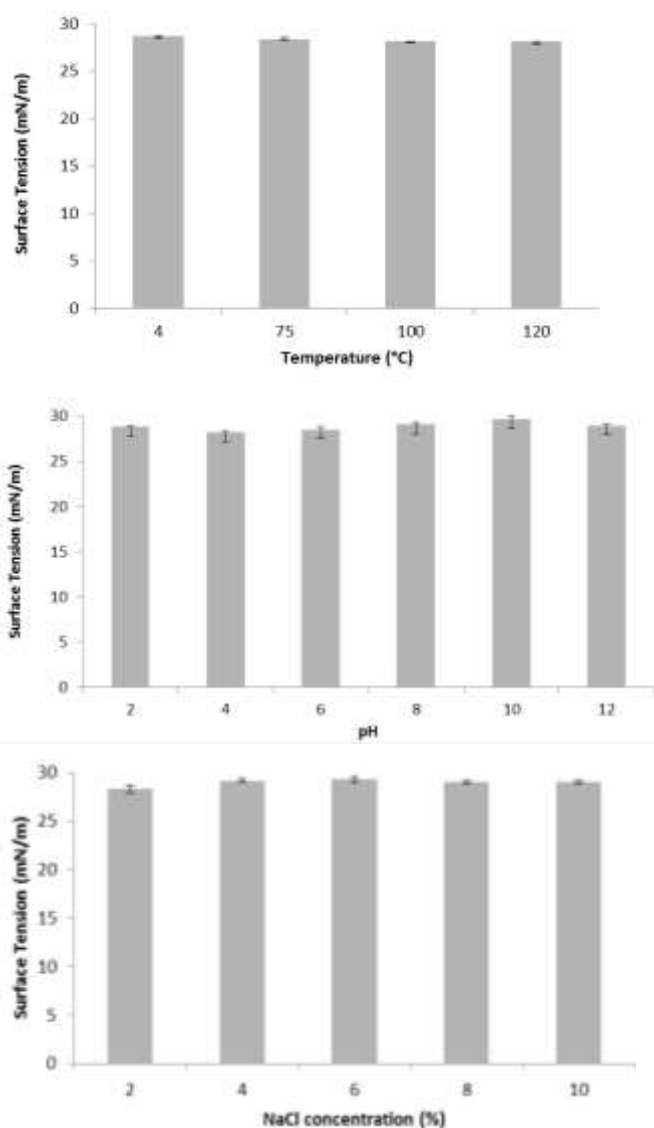 30
25
20
15
10
5
0
Surface Tension (mN/m)
4 75 100 120
Temperature (°C)
30
25
20
15
10
5
0
Surface Tension (mN/m)
2 4 6 8 10 12
pH
30
25
20
15
10
5
0
Surface Tension (mN/m)
2 4 6 8 10
NaCl concentration (%)